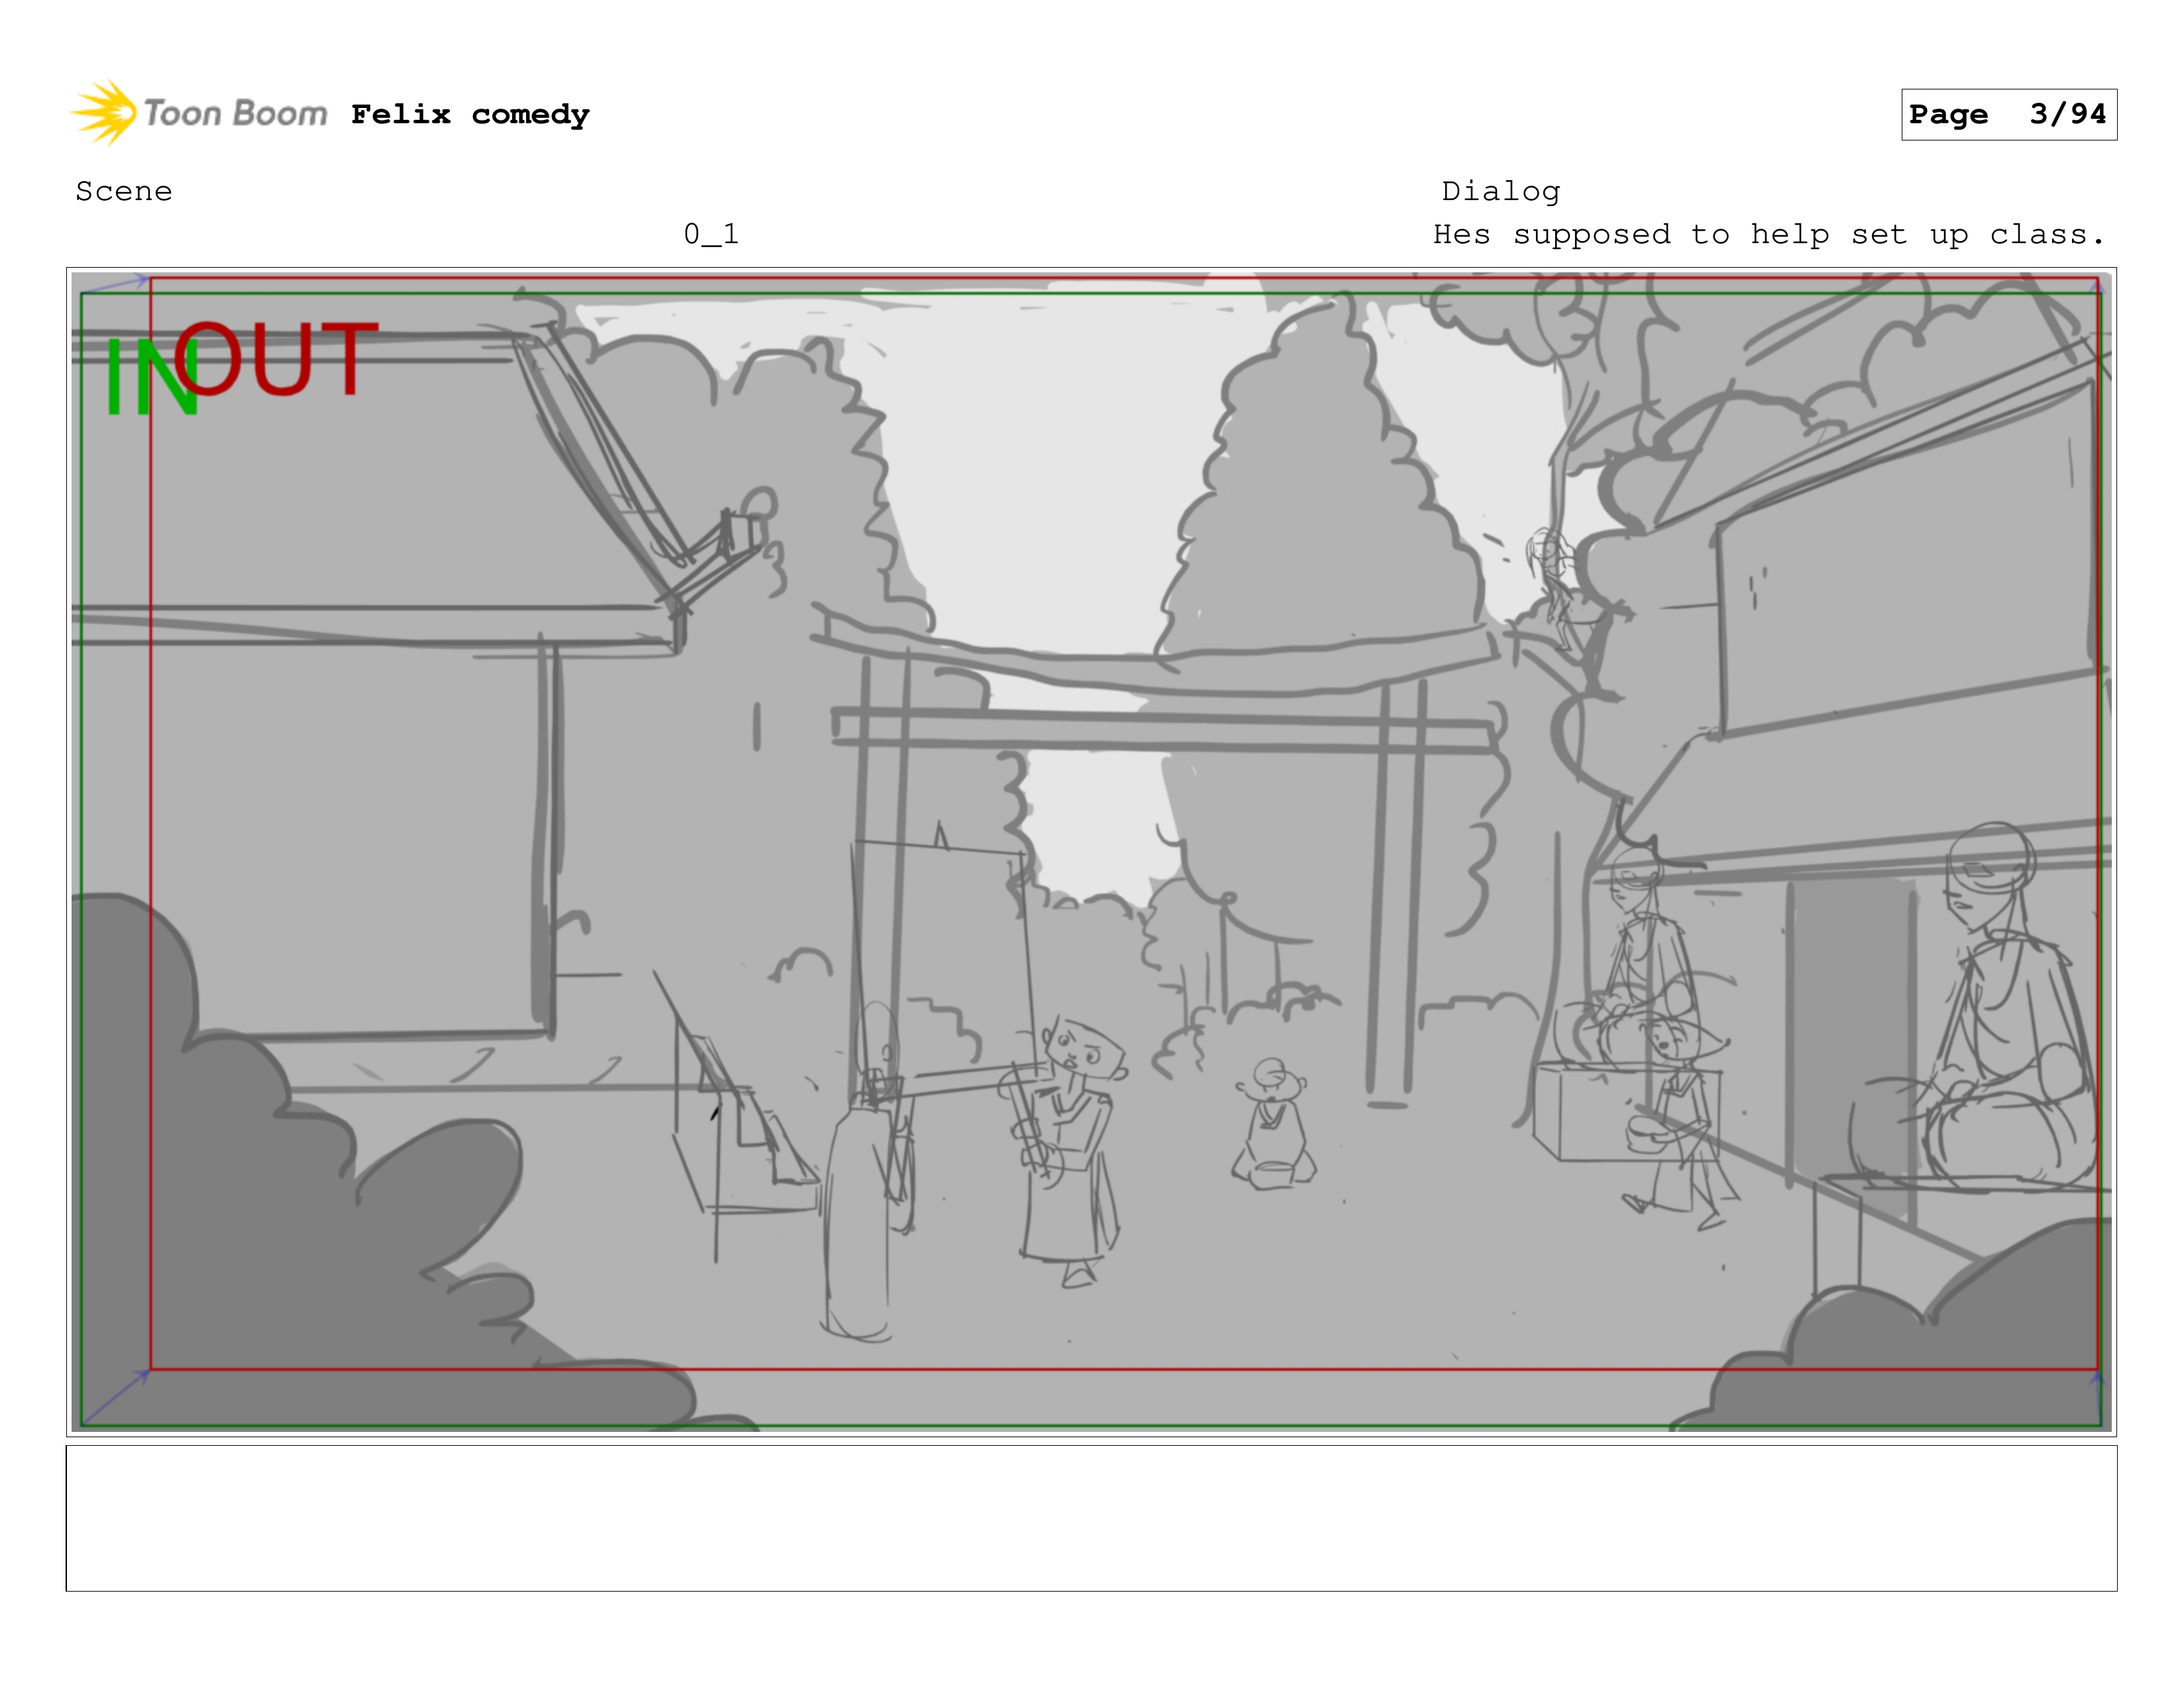 Toon Boom Felix comedy
Page 3/94
Scene
Dialog
0_1
Hes supposed to help set up class.
IN
OUT